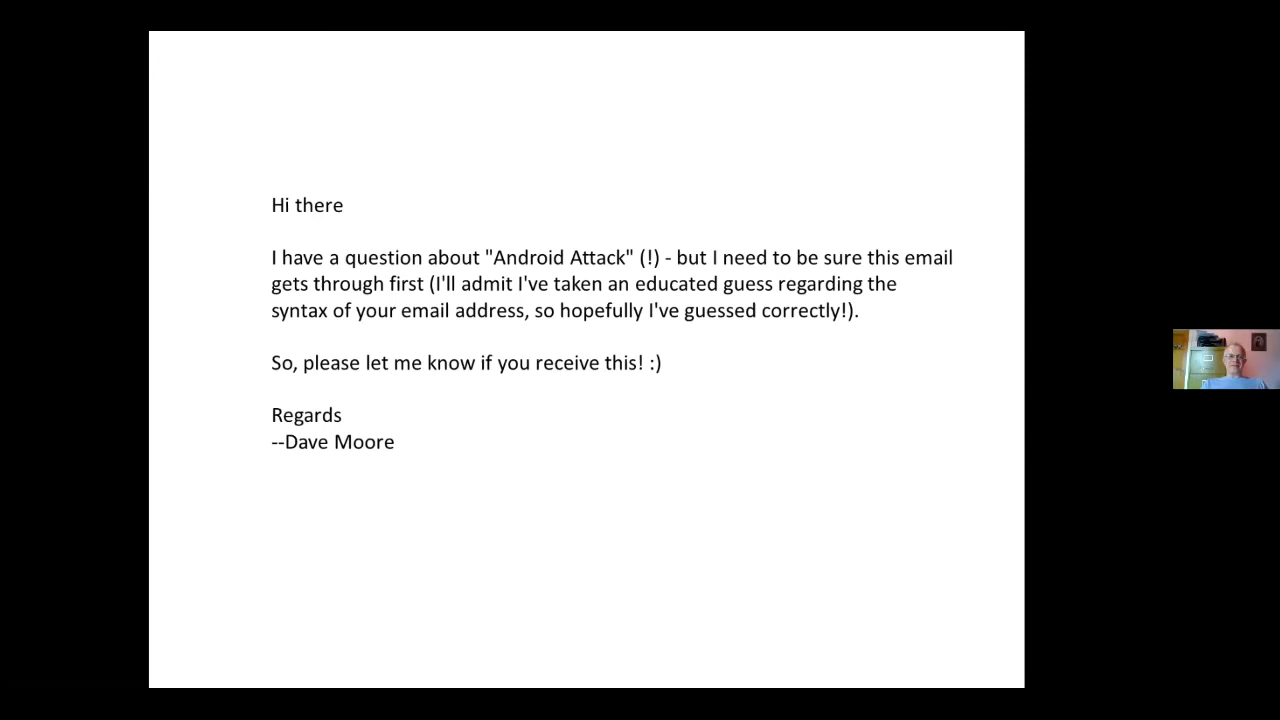 Hi there
I have a question about "Android Attack" (!) - but I need to be sure this email
gets through first (I'll admit I've taken an educated guess regarding the
syntax of your email address, so hopefully I've guessed correctly!).
So, please let me know if you receive this! :)
Regards
--Dave Moore